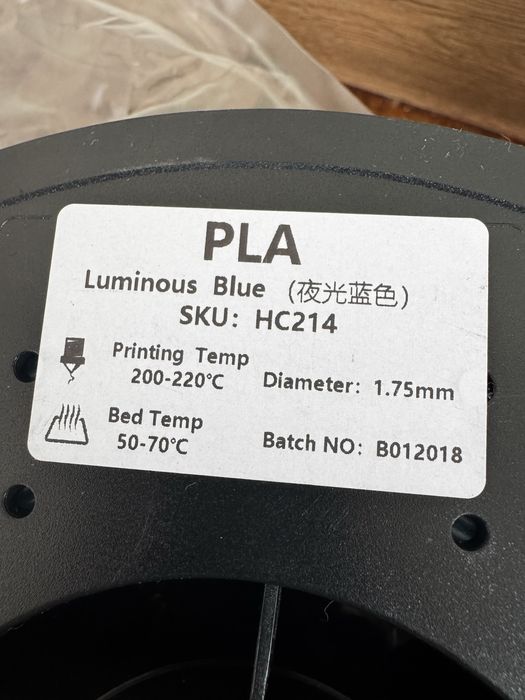 PLA
Luminous Blue (夜光蓝色)
SKU: HC214
Printing Temp
200-220℃
Diameter: 1.75mm
Bed Temp
50-70℃
Batch NO: B012018